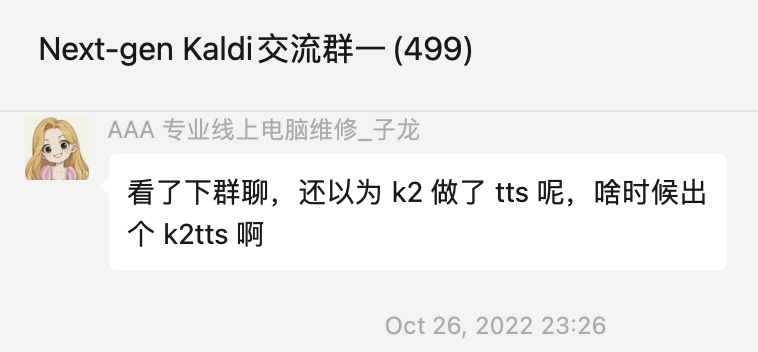 Next-gen Kaldi交流群一 (499)
AAA 专业线上电脑维修_子龙
看了下群聊，还以为 k2 做了 tts 呢，啥时候出
个 k2tts 啊
Oct 26, 2022 23:26